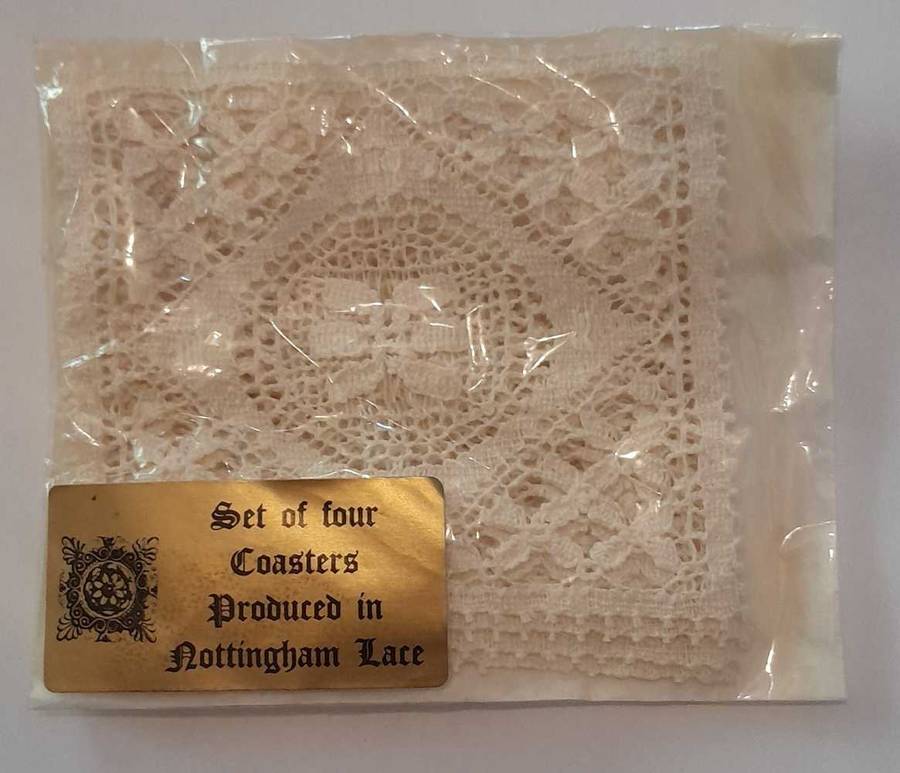 Set of four
Coasters
Produced in
Nottingham Lace